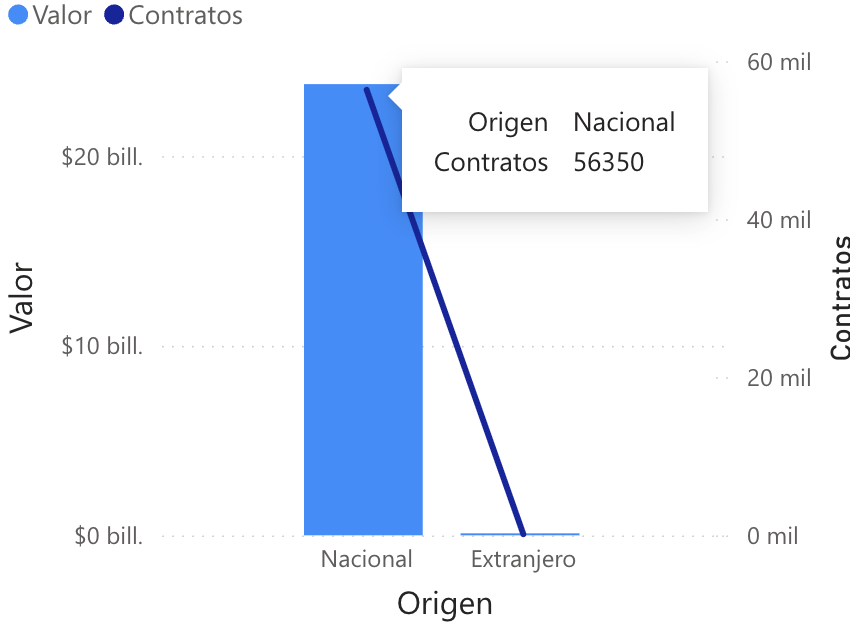 Valor Contratos
60 mil
Origen Nacional
$20 bill.
Contratos 56350
40 mil
Valor
Contratos
$10 bill.
20 mil
$0 bill.
0 mil
Nacional Extranjero
Origen